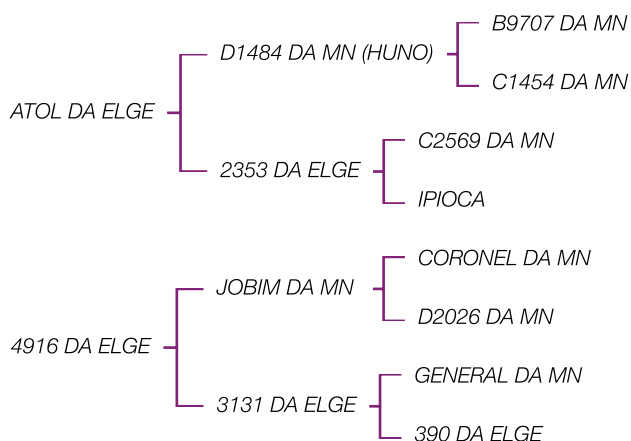 B9707 DA MN
D1484 DA MN (HUNO)
C1454 DA MN
ATOL DA ELGE
C2569 DA MN
2353 DA ELGE
IPIOCA
CORONEL DA MN
JOBIM DA MN
D2026 DA MN
4916 DA ELGE
GENERAL DA MN
3131 DA ELGE
390 DA ELGE